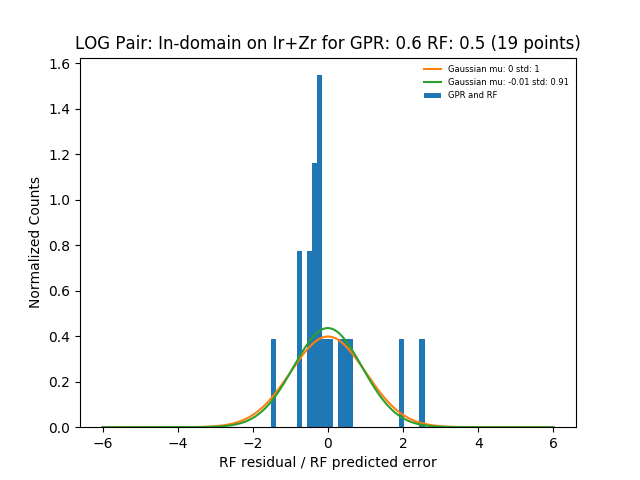 LOG Pair: In-domain on Ir+Zr for GPR: 0.6 RF: 0.5 (19 points)
Gaussian mu: 0 std: 1
Gaussian mu: -0.01 std: 0.91
GPR and RF
Normalized Counts
1.6
1.4
1.2
1.0
0.8
0.6
0.4
0.2
0.0
−6 −4 −2 0 2 4 6
RF residual / RF predicted error